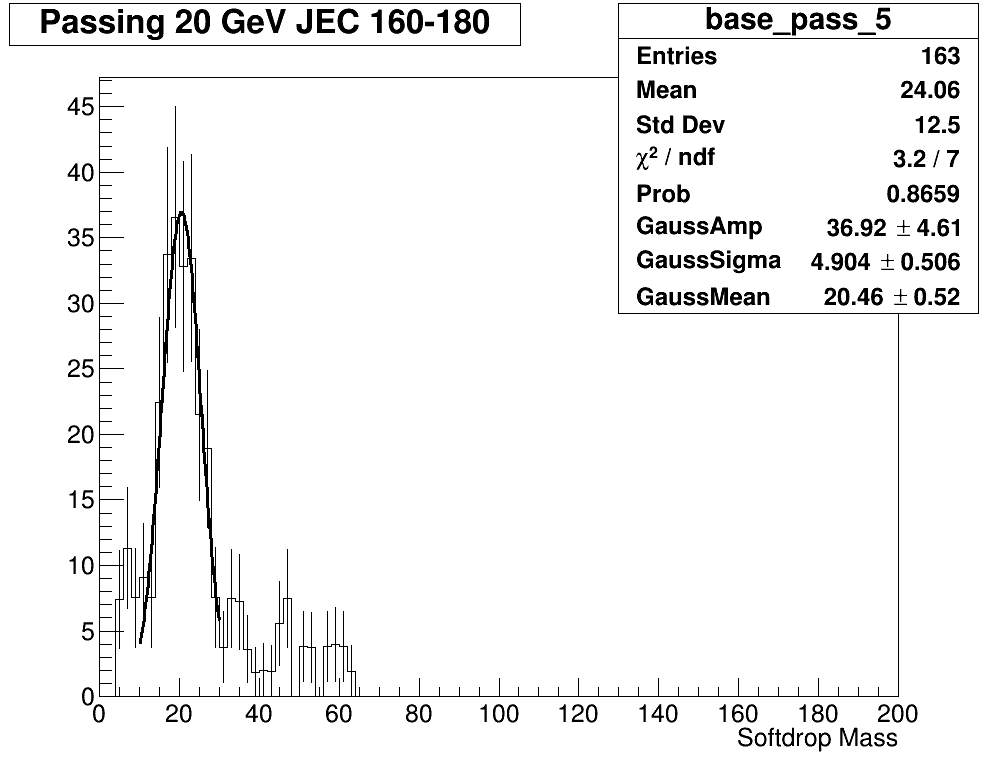 Passing 20 GeV JEC 160-180
base_pass_5
Entries 163
Mean 24.06
Std Dev 12.5
χ² / ndf 3.2 / 7
Prob 0.8659
GaussAmp 36.92 ± 4.61
GaussSigma 4.904 ± 0.506
GaussMean 20.46 ± 0.52
45
40
35
30
25
20
15
10
5
0
0 20 40 60 80 100 120 140 160 180 200
Softdrop Mass